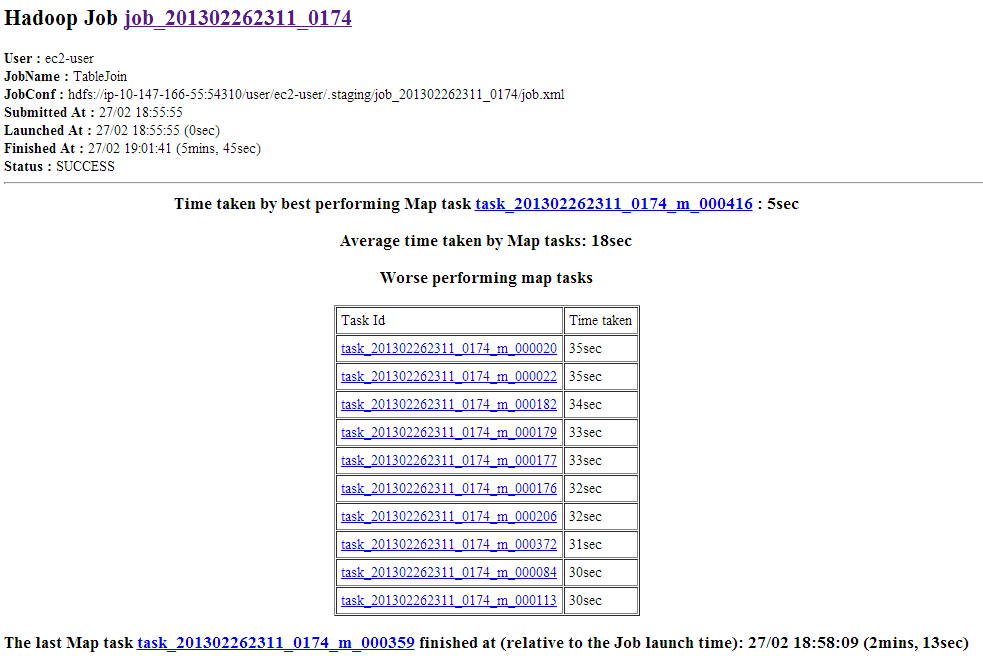 Hadoop Job job_201302262311_0174
User : ec2-user
JobName : TableJoin
JobConf : hdfs://ip-10-147-166-55:54310/user/ec2-user/.staging/job_201302262311_0174/job.xml
Submitted At : 27/02 18:55:55
Launched At : 27/02 18:55:55 (0sec)
Finished At : 27/02 19:01:41 (5mins, 45sec)
Status : SUCCESS
Time taken by best performing Map task task_201302262311_0174_m_000416 : 5sec
Average time taken by Map tasks: 18sec
Worse performing map tasks
Task Id Time taken
task_201302262311_0174_m_000020 35sec
task_201302262311_0174_m_000022 35sec
task_201302262311_0174_m_000182 34sec
task_201302262311_0174_m_000179 33sec
task_201302262311_0174_m_000177 33sec
task_201302262311_0174_m_000176 32sec
task_201302262311_0174_m_000206 32sec
task_201302262311_0174_m_000372 31sec
task_201302262311_0174_m_000084 30sec
task_201302262311_0174_m_000113 30sec
The last Map task task_201302262311_0174_m_000359 finished at (relative to the Job launch time): 27/02 18:58:09 (2mins, 13sec)